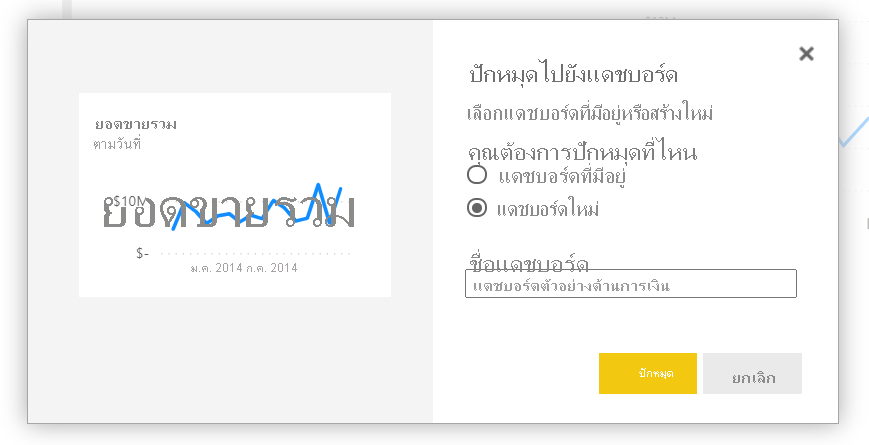 ยอดขายรวม
ตามวันที่
$10M
ยอดขายรวม
$-
ม.ค. 2014 ก.ค. 2014
ปักหมุดไปยังแดชบอร์ด
เลือกแดชบอร์ดที่มีอยู่หรือสร้างใหม่
คุณต้องการปักหมุดที่ไหน
แดชบอร์ดที่มีอยู่
แดชบอร์ดใหม่
ชื่อแดชบอร์ด
แดชบอร์ดตัวอย่างด้านการเงิน
ปักหมุด
ยกเลิก